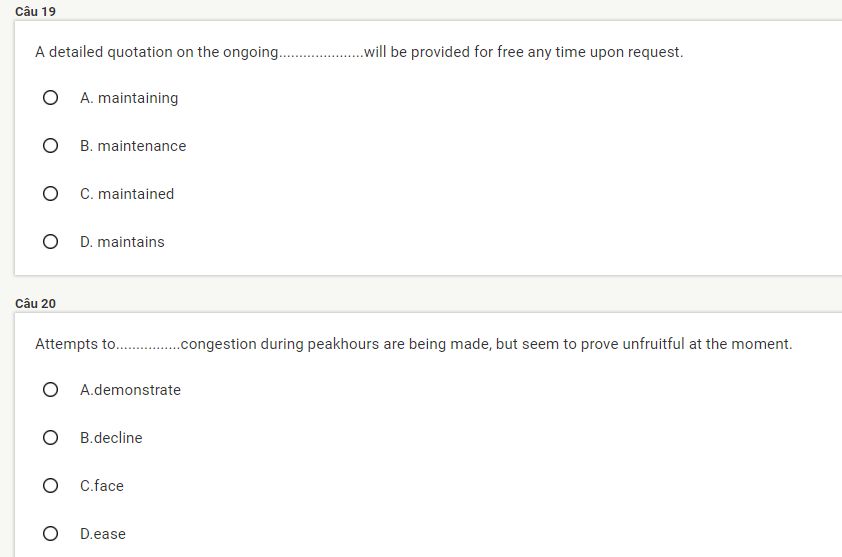 Câu 19
A detailed quotation on the ongoing.....................will be provided for free any time upon request.
A. maintaining
B. maintenance
C. maintained
D. maintains
Câu 20
Attempts to................congestion during peakhours are being made, but seem to prove unfruitful at the moment.
A.demonstrate
B.decline
C.face
D.ease